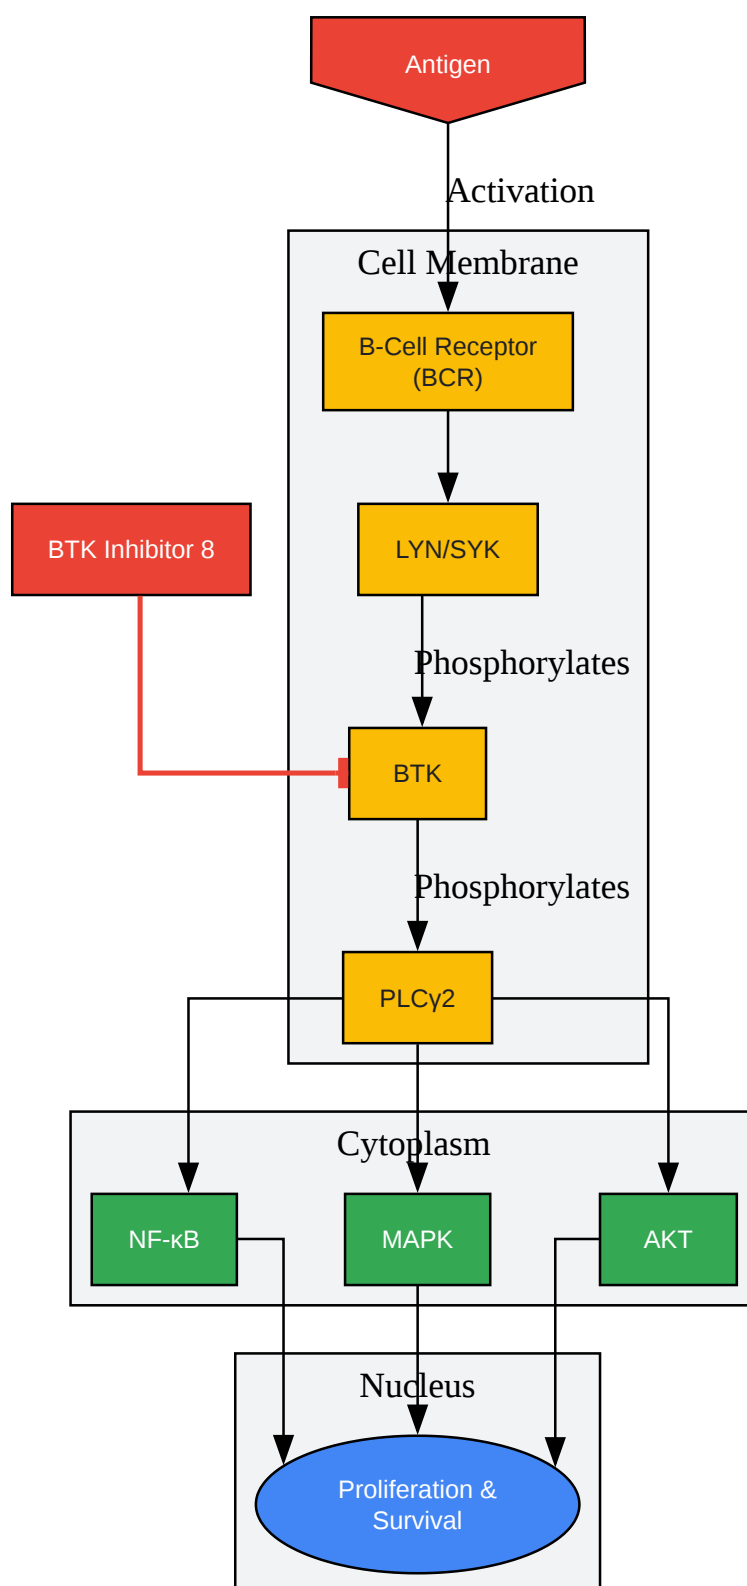 Antigen
Activation
Cell Membrane
B-Cell Receptor
(BCR)
BTK Inhibitor 8
LYN/SYK
Phosphorylates
BTK
Phosphorylates
PLCγ2
Cytoplasm
NF-κB
MAPK
AKT
Nucleus
Proliferation &
Survival